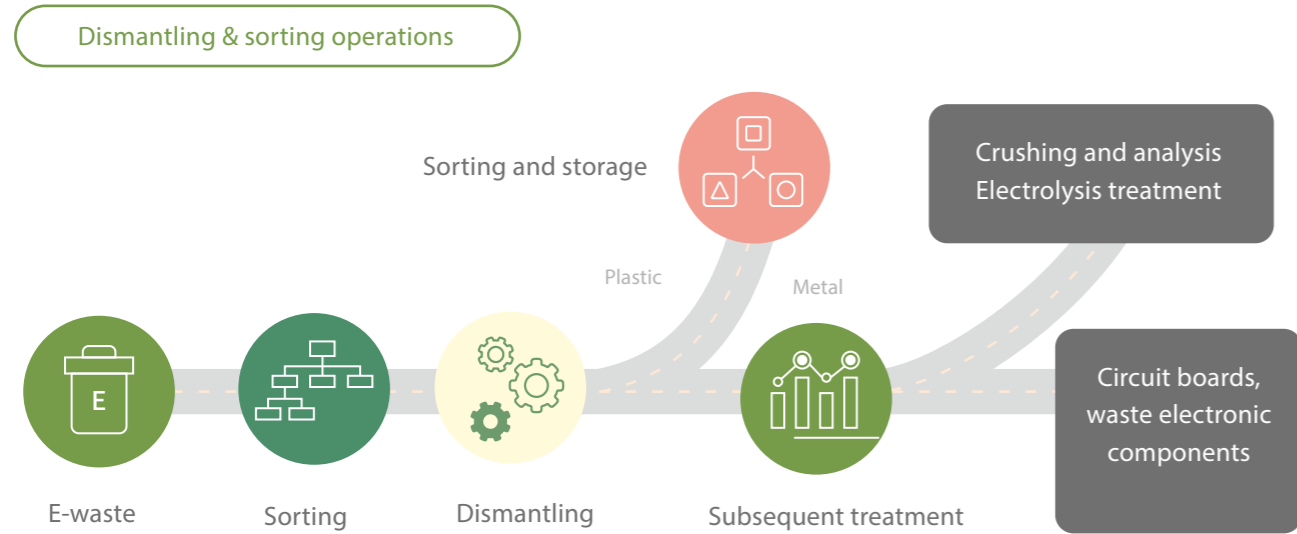 Dismantling & sorting operations
Sorting and storage
Crushing and analysis
Electrolysis treatment
Plastic
Metal
E
Circuit boards,
waste electronic
components
E-waste
Sorting
Dismantling
Subsequent treatment